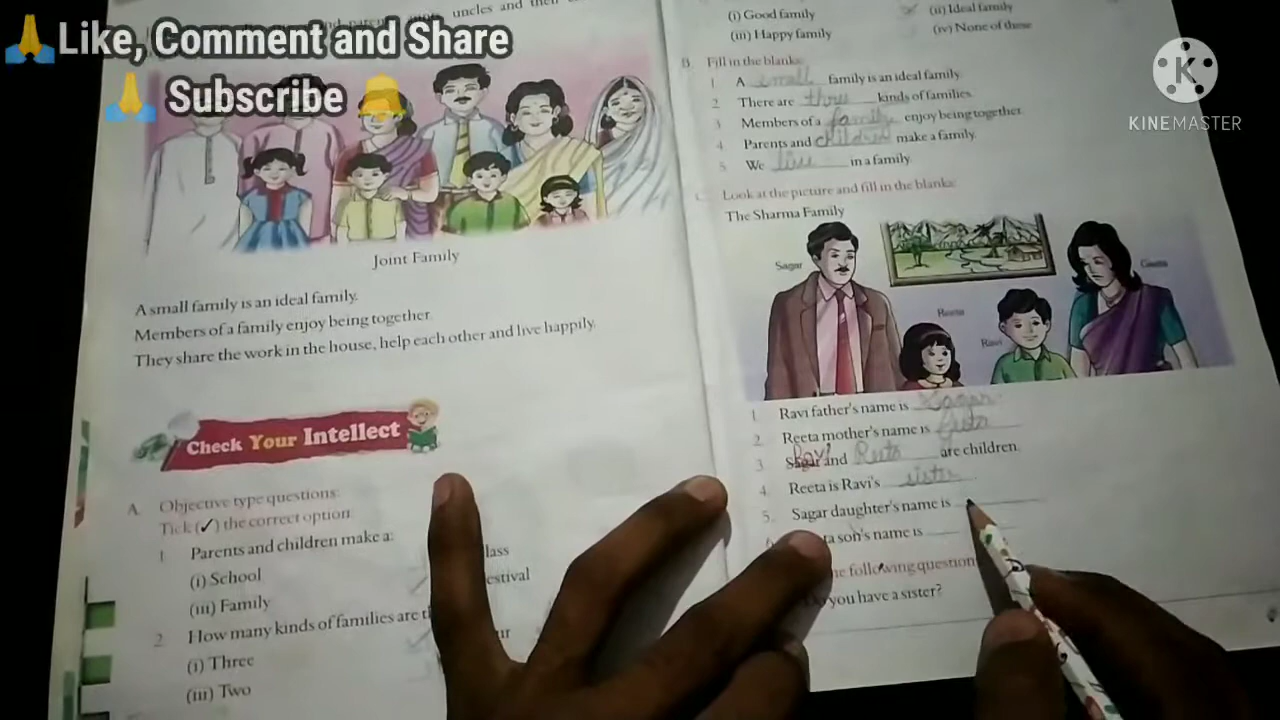 uncles and their
Like, Comment and Share
Subscribe
Joint Family
A small family is an ideal family.
Members of a family enjoy being together.
They share the work in the house, help each other and live happily.
Check Your Intellect
A. Objective type questions:
Tick (✓) the correct option
1 Parents and children make a:
(i) School
(iii) Family
2 How many kinds of families are
(i) Three
(iii) Two
(i) Good family
(ii) Ideal family
(iii) Happy family
(iv) None of these
B. Fill in the blanks:
1 A small family is an ideal family.
2 There are three kinds of families.
3 Members of a family enjoy being together.
4 Parents and children make a family.
5 We live in a family.
C. Look at the picture and fill in the blanks:
The Sharma Family
Sagar
Reeta
Ravi
Geeta
1. Ravi father's name is Sagar
2. Reeta mother's name is Geeta
3 Sagar Ravi and Reeta are children.
4. Reeta is Ravi's sister.
5. Sagar daughter's name is
son's name is
following question
you have a sister?
KINEMASTER